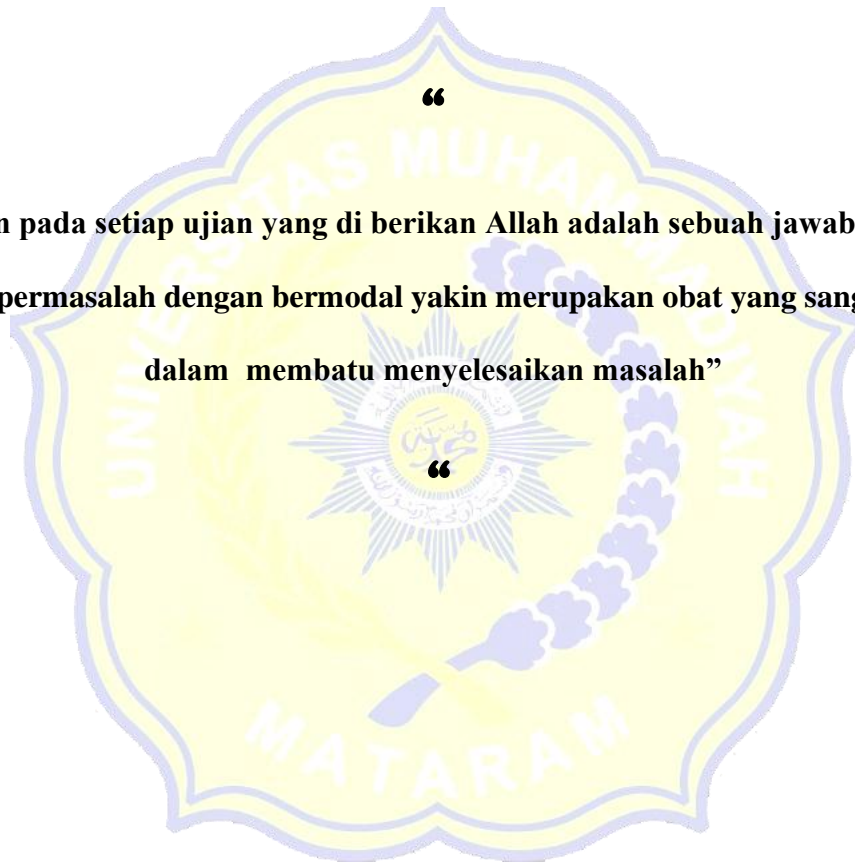 “
n pada setiap ujian yang di berikan Allah adalah sebuah jawab
permasalah dengan bermodal yakin merupakan obat yang sang
dalam membatu menyelesaikan masalah”
“
UNIVERSITAS MUHAMMADIYAH
MATARAM